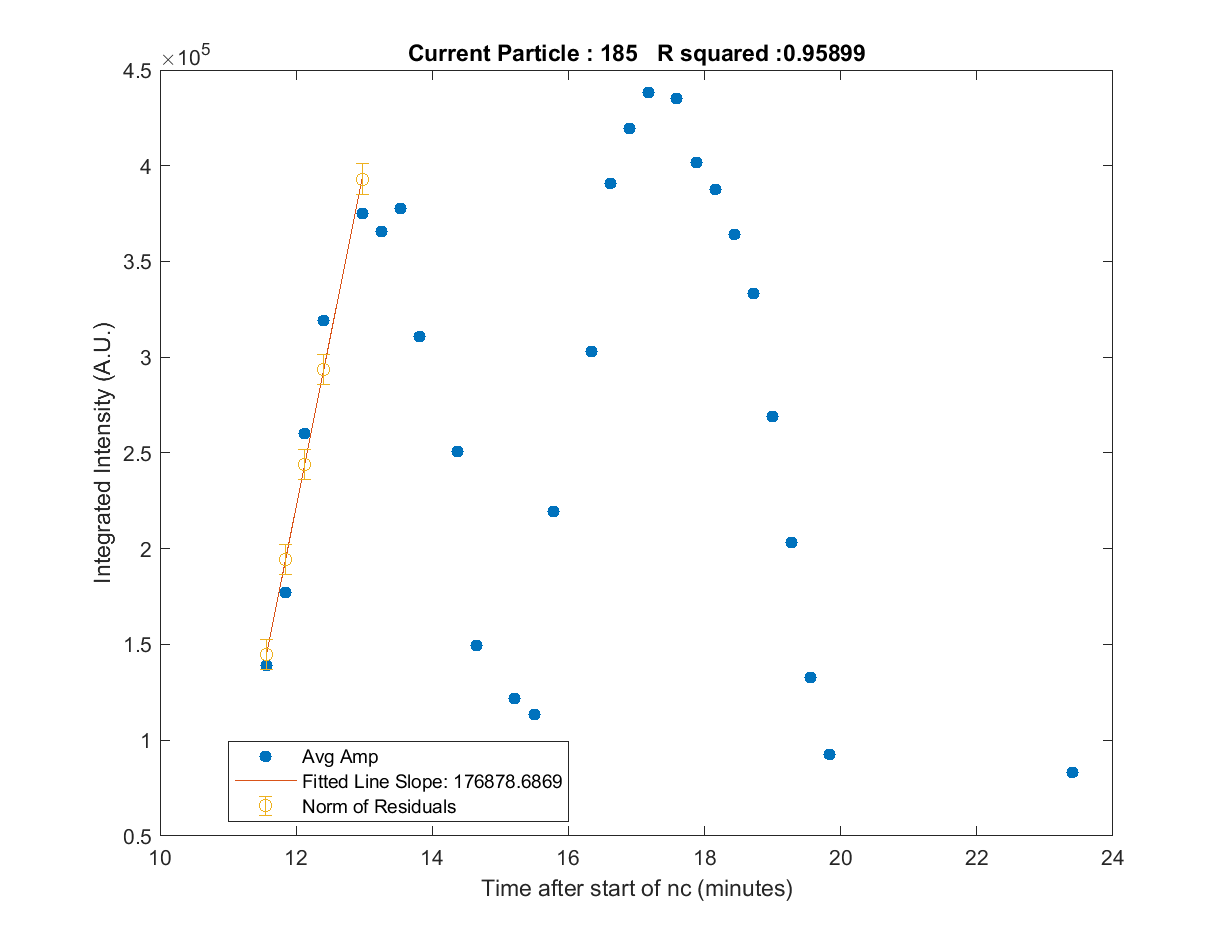 Current Particle : 185 R squared :0.95899
×10^5
4.5
4
3.5
3
2.5
2
1.5
1
0.5
Integrated Intensity (A.U.)
Avg Amp
Fitted Line Slope: 176878.6869
Norm of Residuals
10 12 14 16 18 20 22 24
Time after start of nc (minutes)